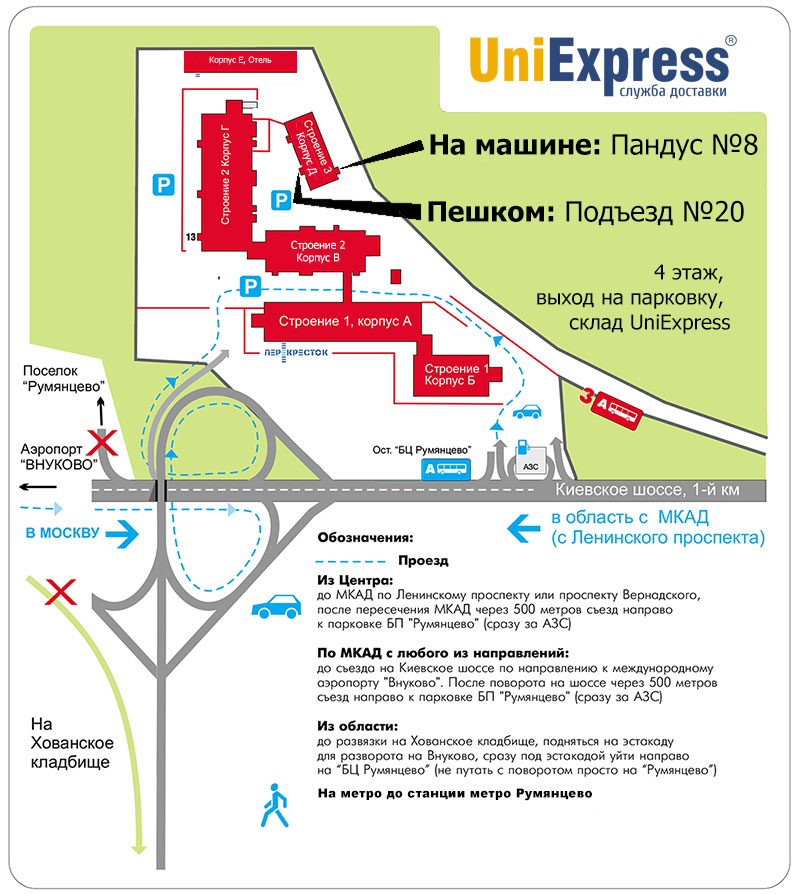 Корпус Е, Отель
UniExpress®
служба доставки
Строение 3
Корпус Д
Строение 2 Корпус Г
На машине: Пандус №8
P
P
Пешком: Подъезд №20
13
Строение 2
Корпус В
4 этаж,
выход на парковку,
склад UniExpress
P
Строение 1, корпус А
ПЕРЕКРЕСТОК
Строение 1
Корпус Б
Поселок
"Румянцево"
3
А
Аэропорт
"ВНУКОВО"
Ост. "БЦ Румянцево"
А
АЗС
Киевское шоссе, 1-й км
В МОСКВУ
в область с МКАД
(с Ленинского проспекта)
Обозначения:
Проезд
Из Центра:
до МКАД по Ленинскому проспекту или проспекту Вернадского,
после пересечения МКАД через 500 метров съезд направо
к парковке БП "Румянцево" (сразу за АЗС)
По МКАД с любого из направлений:
до съезда на Киевское шоссе по направлению к международному
аэропорту "Внуково". После поворота на шоссе через 500 метров
съезд направо к парковке БП "Румянцево" (сразу за АЗС)
Из области:
до развязки на Хованское кладбище, подняться на эстакаду
для разворота на Внуково, сразу под эстакадой уйти направо
на "БЦ Румянцево" (не путать с поворотом просто на "Румянцево")
На
Хованское
кладбище
На метро до станции метро Румянцево